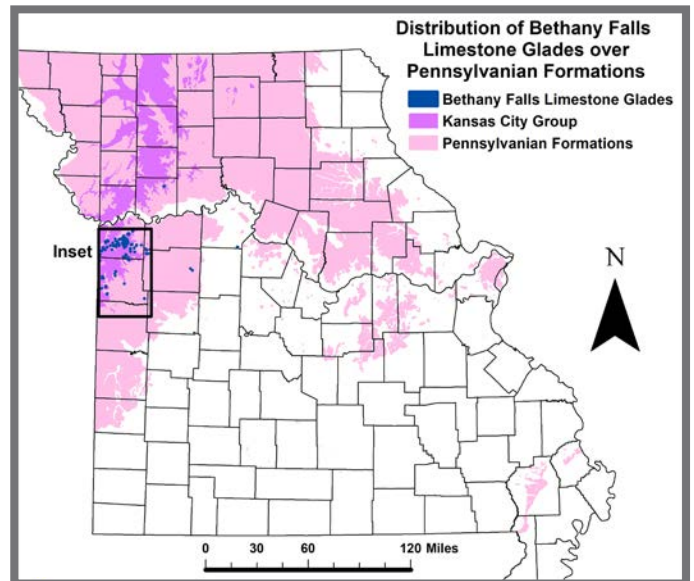 Distribution of Bethany Falls
Limestone Glades over
Pennsylvanian Formations
Bethany Falls Limestone Glades
Kansas City Group
Pennsylvanian Formations
Inset
N
0 30 60 120 Miles